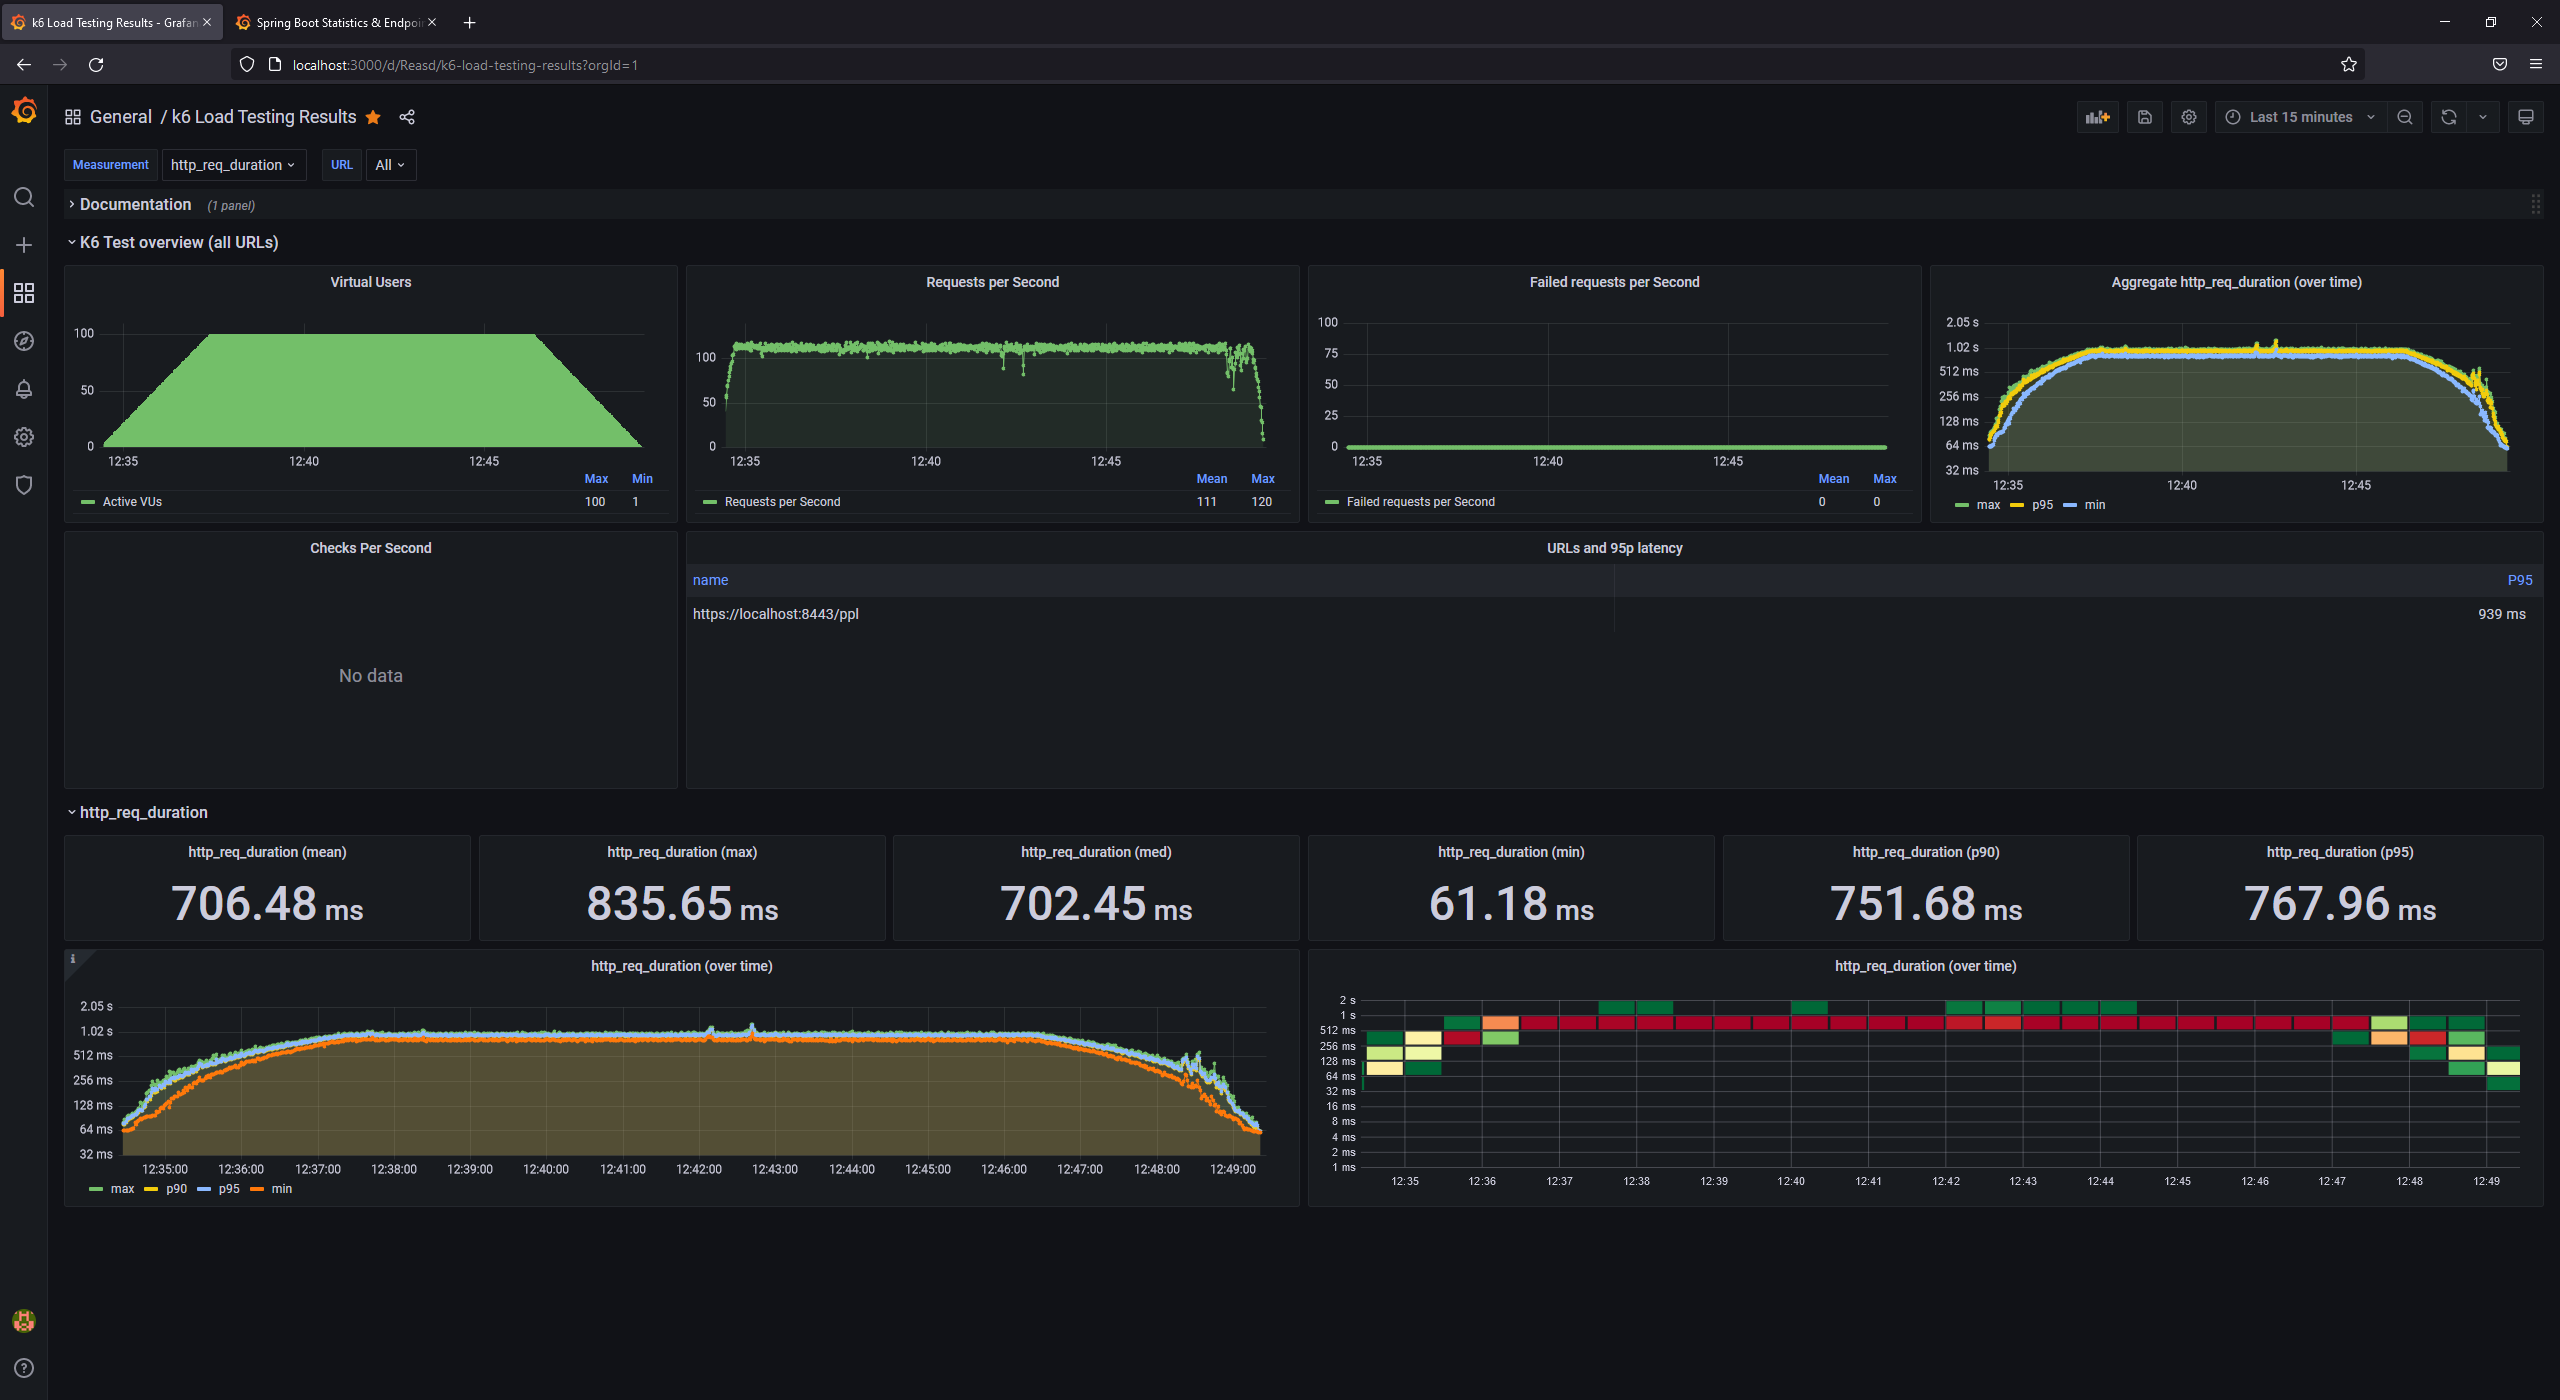 k6 Load Testing Results - Grafan
Spring Boot Statistics & Endpoi
localhost:3000/d/Reasd/k6-load-testing-results?orgId=1
General / k6 Load Testing Results
Last 15 minutes
Measurement http_req_duration URL All
Documentation (1 panel)
K6 Test overview (all URLs)
Virtual Users
100
50
0
12:35 12:40 12:45
Max Min
Active VUs 100 1
Requests per Second
100
50
0
12:35 12:40 12:45
Mean Max
Requests per Second 111 120
Failed requests per Second
100
75
50
25
0
12:35 12:40 12:45
Mean Max
Failed requests per Second 0 0
Aggregate http_req_duration (over time)
2.05 s
1.02 s
512 ms
256 ms
128 ms
64 ms
32 ms
12:35 12:40 12:45
max p95 min
Checks Per Second
No data
URLs and 95p latency
name P95
https://localhost:8443/ppl 939 ms
http_req_duration
http_req_duration (mean)
706.48 ms
http_req_duration (max)
835.65 ms
http_req_duration (med)
702.45 ms
http_req_duration (min)
61.18 ms
http_req_duration (p90)
751.68 ms
http_req_duration (p95)
767.96 ms
http_req_duration (over time)
2.05 s
1.02 s
512 ms
256 ms
128 ms
64 ms
32 ms
12:35:00 12:36:00 12:37:00 12:38:00 12:39:00 12:40:00 12:41:00 12:42:00 12:43:00 12:44:00 12:45:00 12:46:00 12:47:00 12:48:00 12:49:00
max p90 p95 min
http_req_duration (over time)
2 s
1 s
512 ms
256 ms
128 ms
64 ms
32 ms
16 ms
8 ms
4 ms
2 ms
1 ms
12:35 12:36 12:37 12:38 12:39 12:40 12:41 12:42 12:43 12:44 12:45 12:46 12:47 12:48 12:49